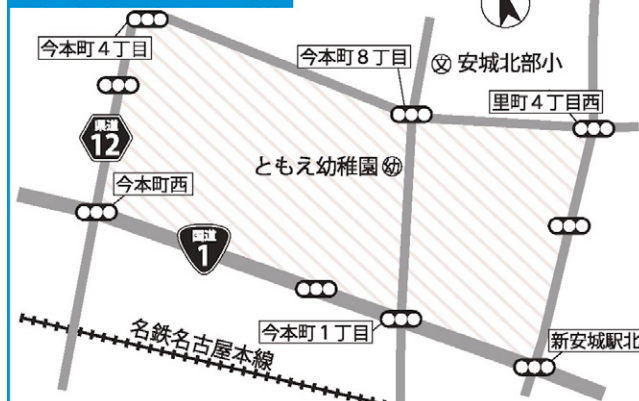 今本町４丁目
今本町８丁目
文 安城北部小
里町４丁目西
県道
12
ともえ幼稚園 幼
今本町西
国道
1
今本町１丁目
名鉄名古屋本線
新安城駅北